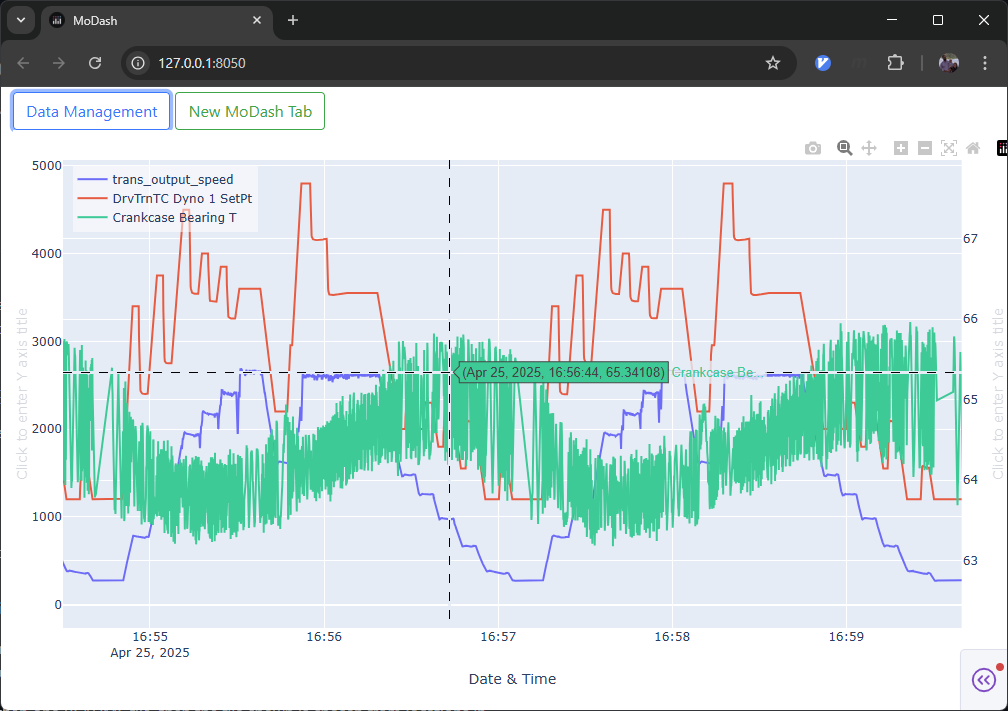 MoDash
127.0.0.1:8050
Data Management
New MoDash Tab
5000
4000
3000
2000
1000
0
trans_output_speed
DrvTrnTC Dyno 1 SetPt
Crankcase Bearing T
(Apr 25, 2025, 16:56:44, 65.34108)
Crankcase Be...
67
66
65
64
63
Click to enter Y axis title
Click to enter Y axis title
16:55
Apr 25, 2025
16:56
16:57
16:58
16:59
Date & Time